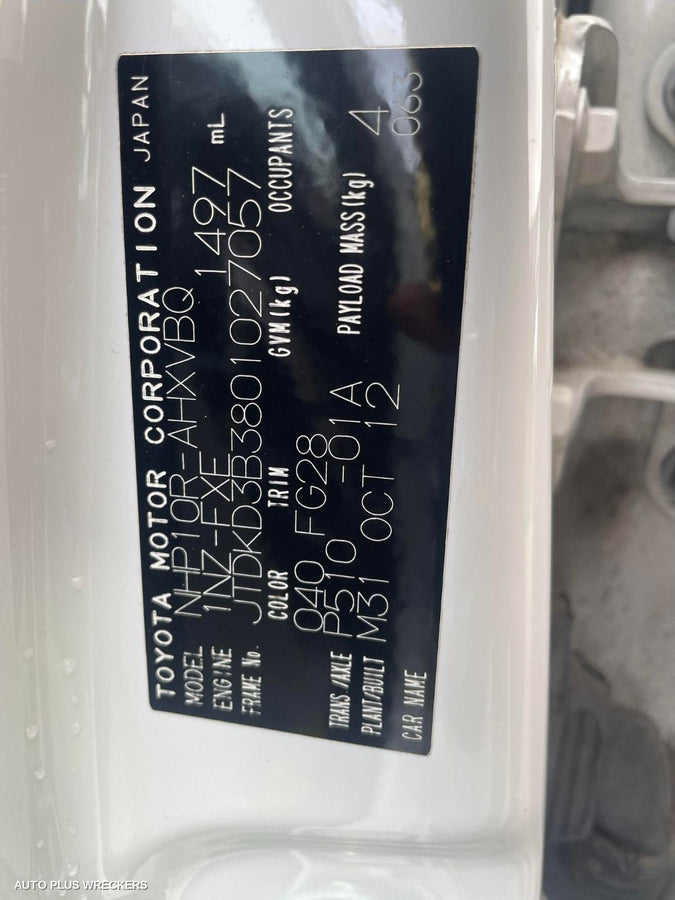 TOYOTA MOTOR CORPORATION JAPAN
MODEL NHP10R-AHXVBQ
ENGINE 1NZ-FXE 1497 mL
FRAME No. JTDKD3B3801027057
COLOR TRIM GVM(kg) OCCUPANTS
040 FG28 4
TRANS/AXLE P510 -01A PAYLOAD MASS(kg) 063
PLANT/BUILT M31 OCT 12
CAR NAME
AUTO PLUS WRECKERS